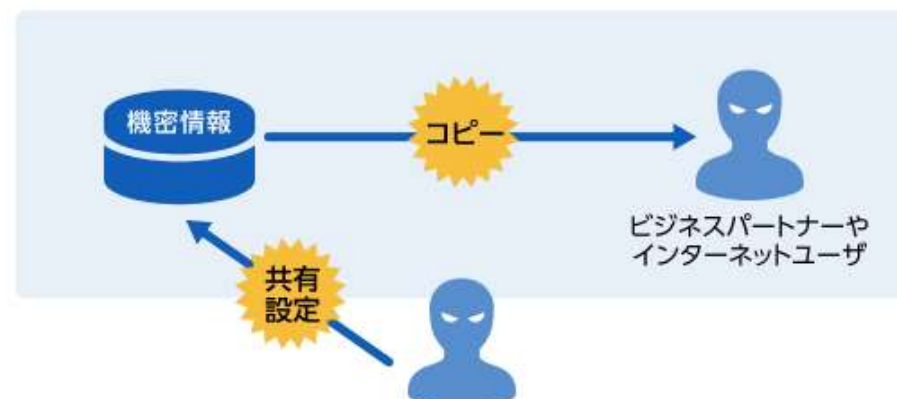 機密情報
コピー
ビジネスパートナーや
インターネットユーザ
共有
設定